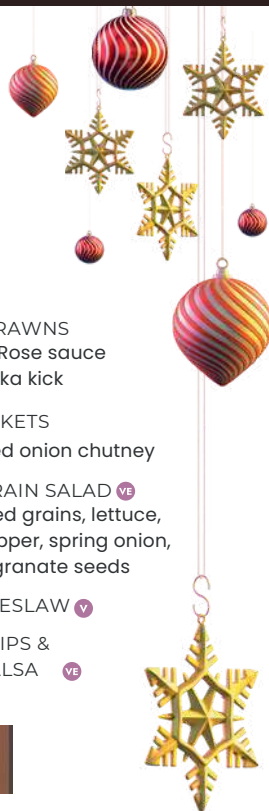 RAWNS
Rose sauce
ka kick
KETS
ed onion chutney
RAIN SALAD VE
ed grains, lettuce,
pper, spring onion,
granate seeds
ESLAW V
IPS &
ALSA VE